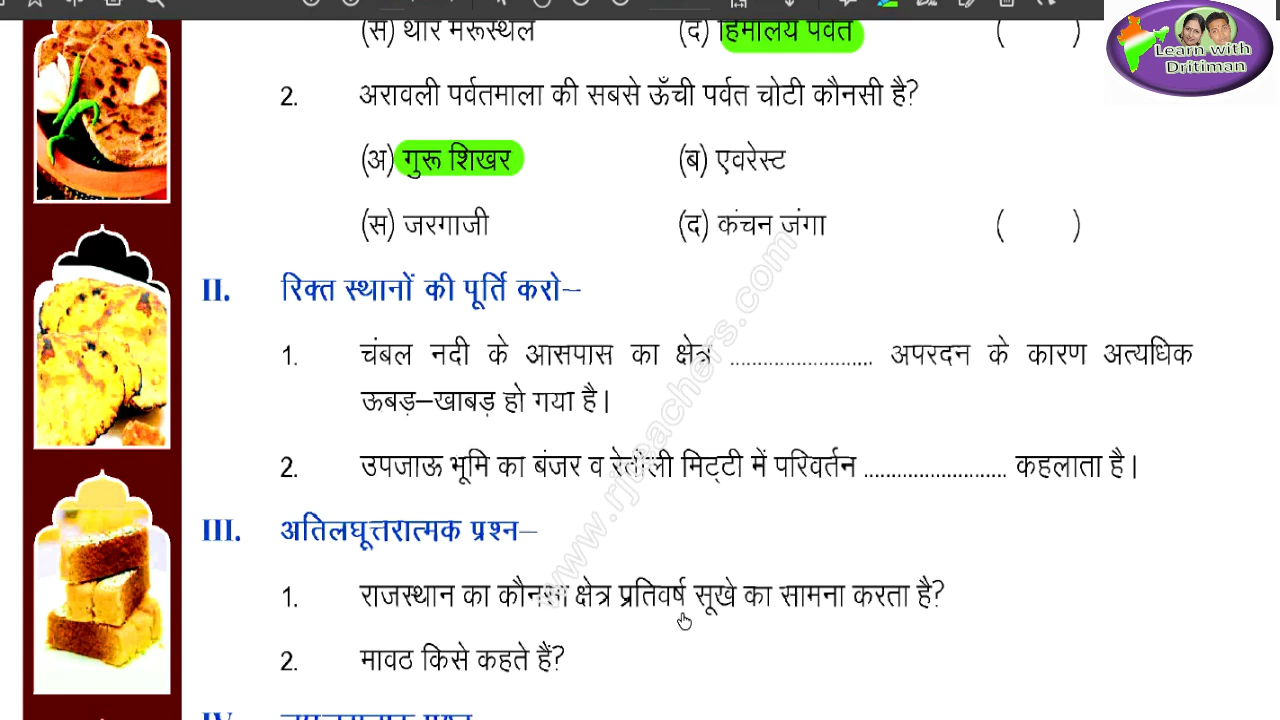 (स) थार मरूस्थल (द) हिमालय पर्वत ( )
Learn with
Dritiman
2. अरावली पर्वतमाला की सबसे ऊँची पर्वत चोटी कौनसी है?
(अ) गुरू शिखर (ब) एवरेस्ट
(स) जरगाजी (द) कंचन जंगा ( )
II. रिक्त स्थानों की पूर्ति करो–
1. चंबल नदी के आसपास का क्षेत्र .......................... अपरदन के कारण अत्यधिक
ऊबड़–खाबड़ हो गया है।
2. उपजाऊ भूमि का बंजर व रेतीली मिट्टी में परिवर्तन .......................... कहलाता है।
III. अतिलघूत्तरात्मक प्रश्न–
1. राजस्थान का कौनसा क्षेत्र प्रतिवर्ष सूखे का सामना करता है?
2. मावठ किसे कहते हैं?
www.rjteachers.com